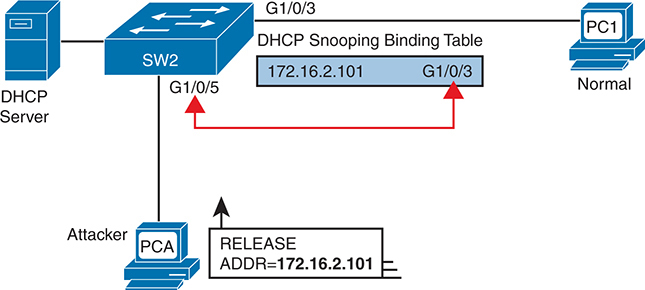 G1/0/3
PC1
DHCP Snooping Binding Table
SW2
172.16.2.101 G1/0/3
Normal
DHCP
Server
G1/0/5
Attacker
PCA
RELEASE
ADDR=172.16.2.101